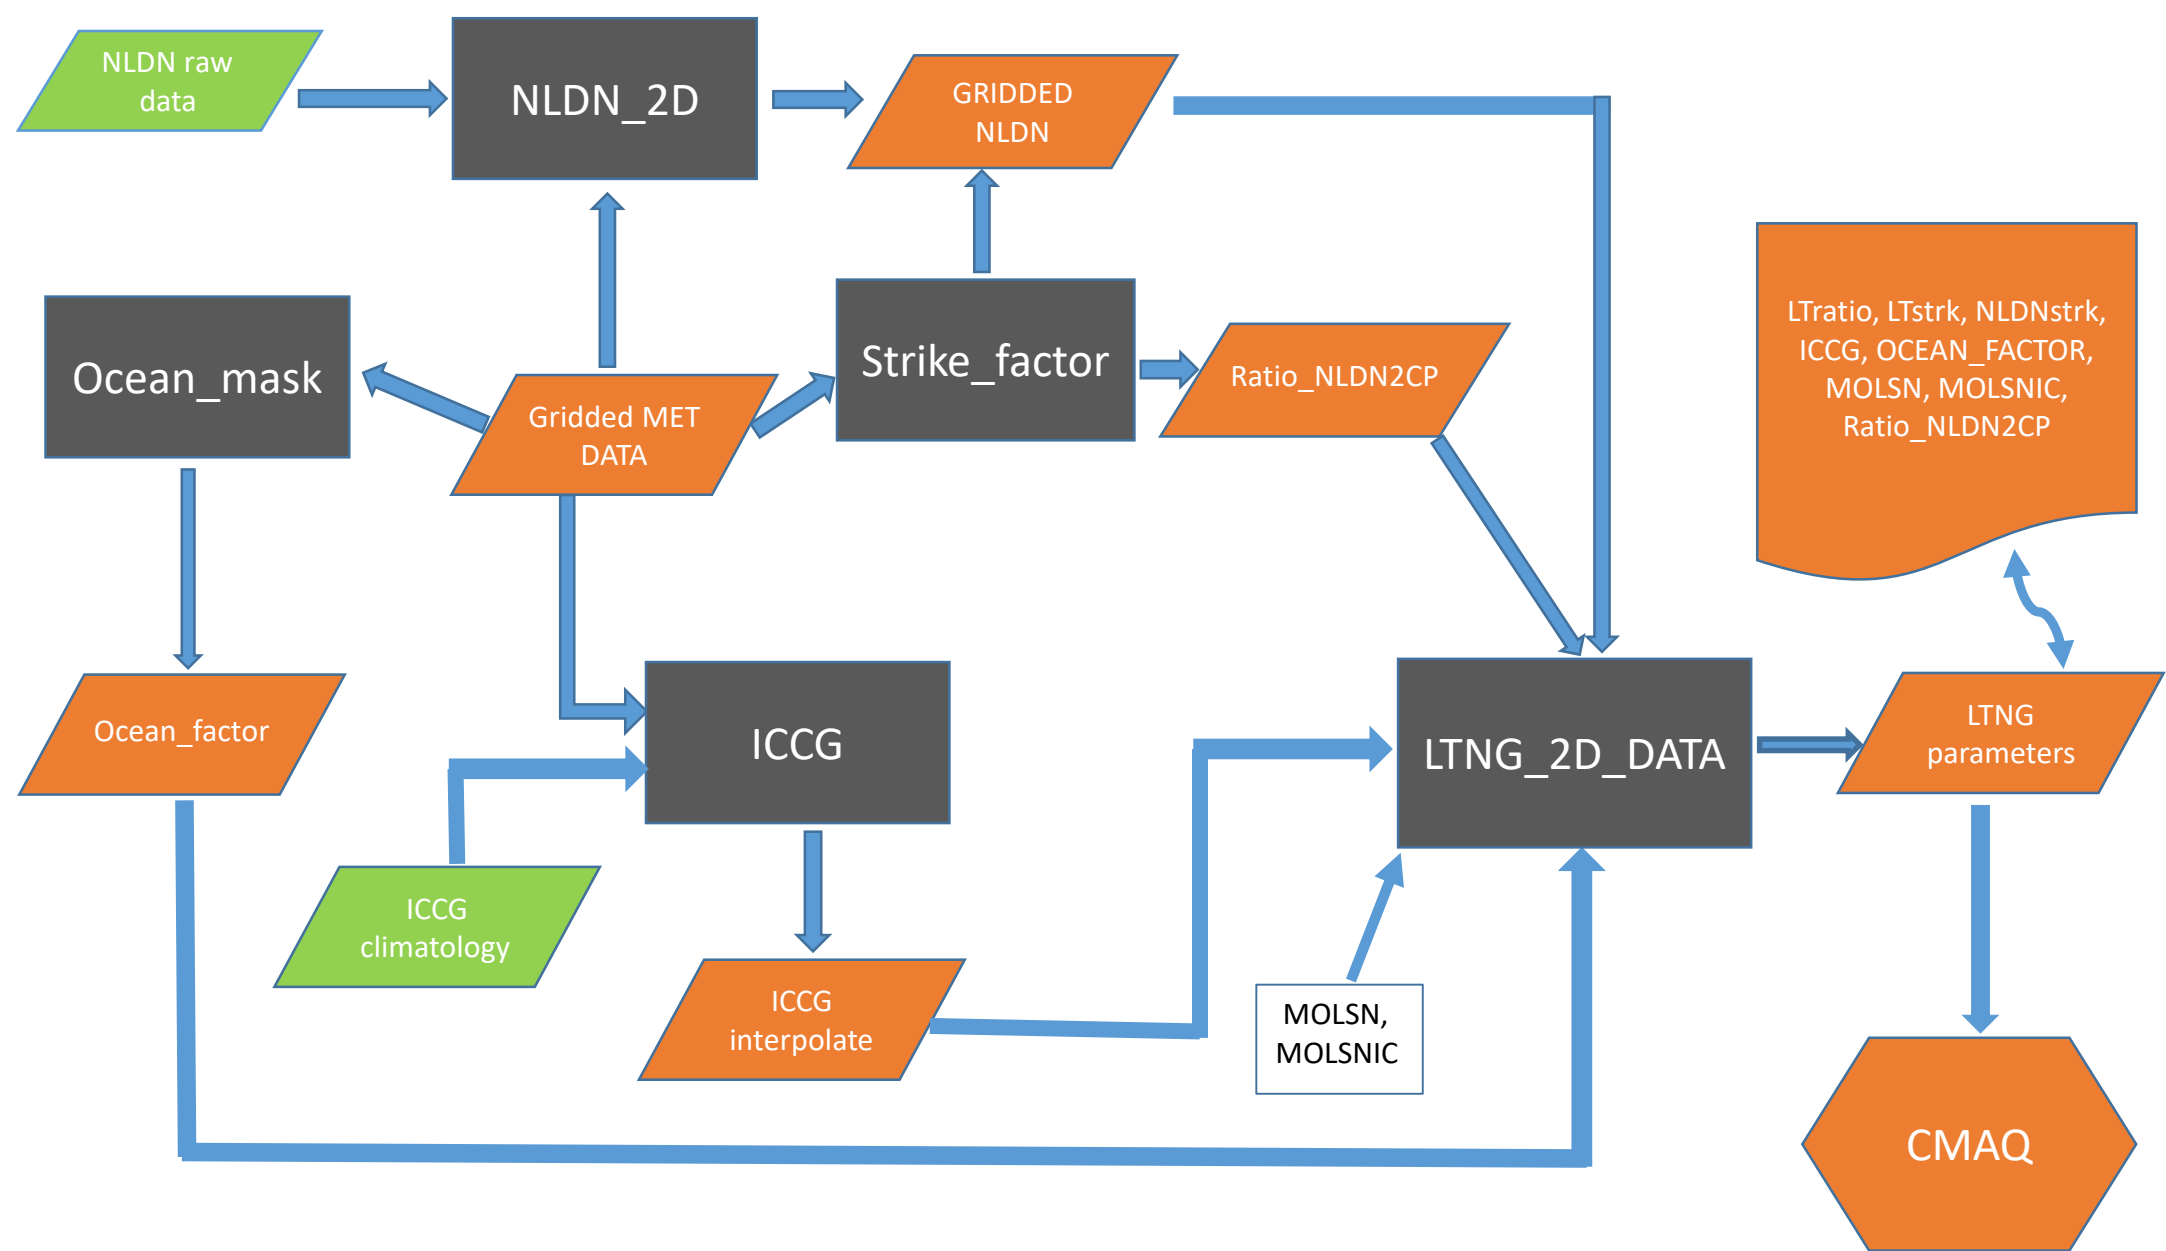 NLDN raw
data
NLDN_2D
GRIDDED
NLDN
LTratio, LTstrk, NLDNstrk,
ICCG, OCEAN_FACTOR,
MOLSN, MOLSNIC,
Ratio_NLDN2CP
Ocean_mask
Gridded MET
DATA
Strike_factor
Ratio_NLDN2CP
Ocean_factor
ICCG
LTNG_2D_DATA
LTNG
parameters
ICCG
climatology
ICCG
interpolate
MOLSN,
MOLSNIC
CMAQ